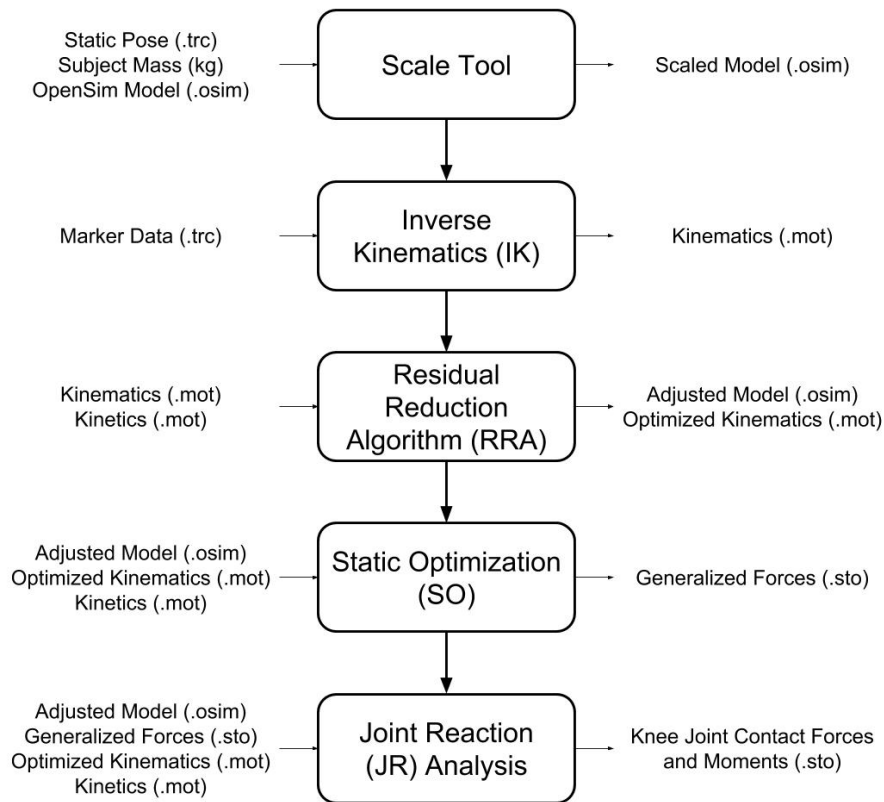 Static Pose (.trc)
Subject Mass (kg)
OpenSim Model (.osim)
Scale Tool
Scaled Model (.osim)
Marker Data (.trc)
Inverse
Kinematics (IK)
Kinematics (.mot)
Kinematics (.mot)
Kinetics (.mot)
Residual
Reduction
Algorithm (RRA)
Adjusted Model (.osim)
Optimized Kinematics (.mot)
Adjusted Model (.osim)
Optimized Kinematics (.mot)
Kinetics (.mot)
Static Optimization
(SO)
Generalized Forces (.sto)
Adjusted Model (.osim)
Generalized Forces (.sto)
Optimized Kinematics (.mot)
Kinetics (.mot)
Joint Reaction
(JR) Analysis
Knee Joint Contact Forces
and Moments (.sto)